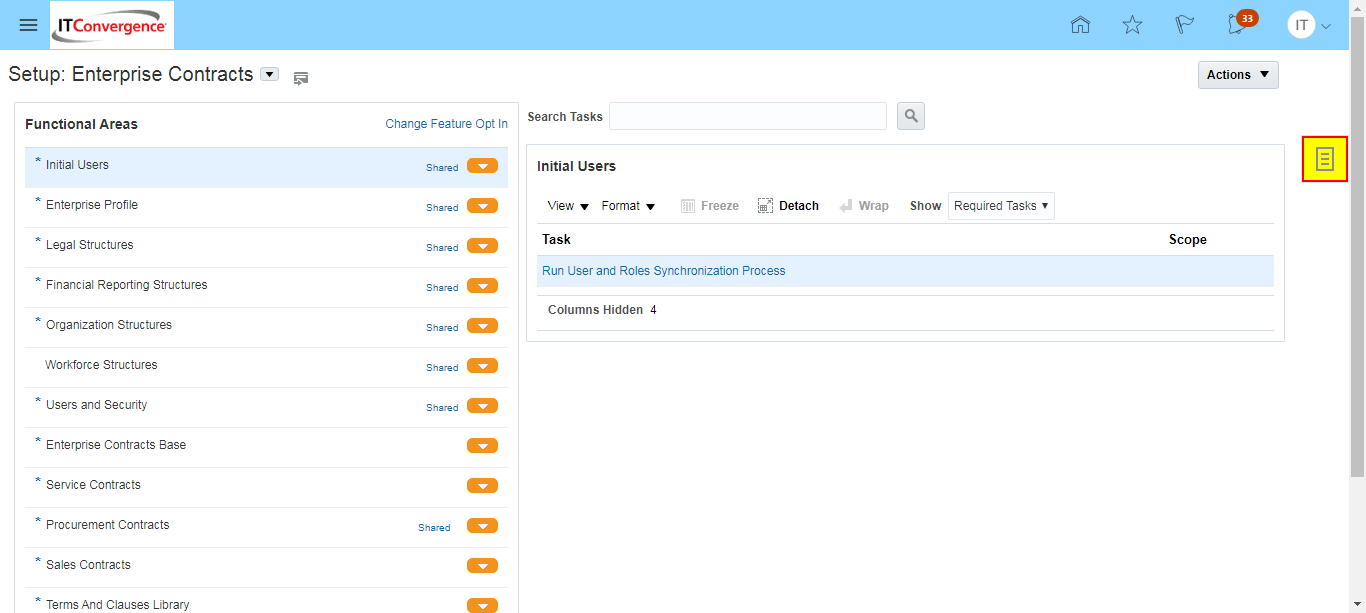 ITConvergence
33
IT
Setup: Enterprise Contracts
Actions
Functional Areas
Change Feature Opt In
* Initial Users Shared
* Enterprise Profile Shared
* Legal Structures Shared
* Financial Reporting Structures Shared
* Organization Structures Shared
Workforce Structures Shared
* Users and Security Shared
* Enterprise Contracts Base
* Service Contracts
* Procurement Contracts Shared
* Sales Contracts
* Terms And Clauses Library
Search Tasks
Initial Users
View Format Freeze Detach Wrap Show Required Tasks
Task Scope
Run User and Roles Synchronization Process
Columns Hidden 4